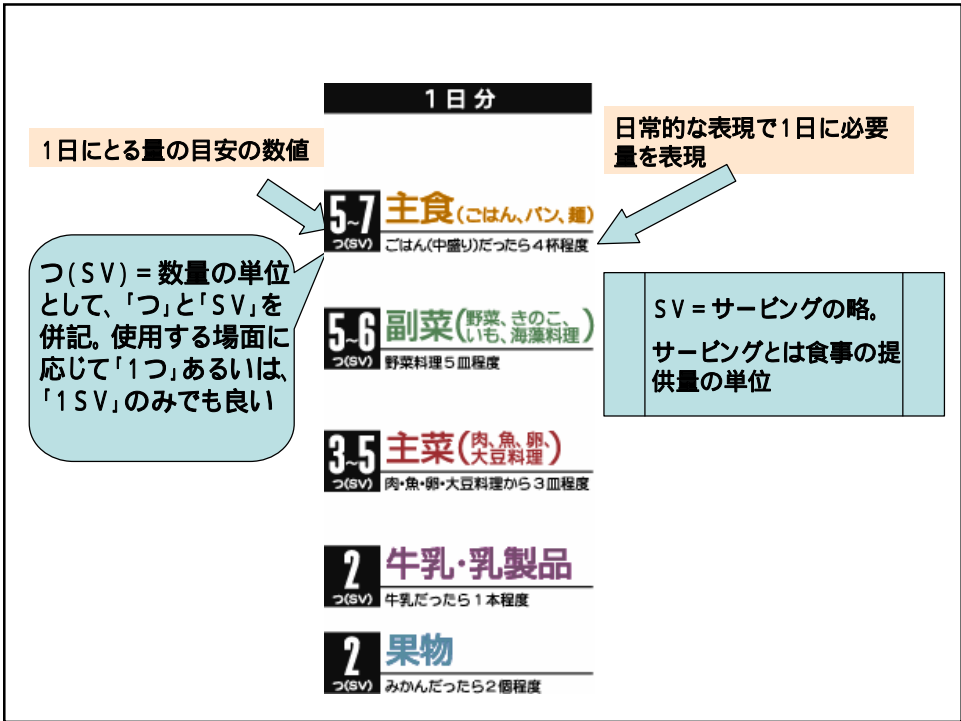 1日分
1日にとる量の目安の数値
日常的な表現で1日に必要
量を表現
5~7
つ(SV)
主食(ごはん、パン、麺)
ごはん(中盛り)だったら4杯程度
つ(SV)=数量の単位
として、「つ」と「SV」を
併記。使用する場面に
応じて「1つ」あるいは、
「1SV」のみでも良い
SV=サービングの略。
サービングとは食事の提
供量の単位
5~6
つ(SV)
副菜(野菜、きのこ、
いも、海藻料理)
野菜料理5皿程度
3~5
つ(SV)
主菜(肉、魚、卵、
大豆料理)
肉・魚・卵・大豆料理から3皿程度
2
つ(SV)
牛乳・乳製品
牛乳だったら1本程度
2
つ(SV)
果物
みかんだったら2個程度